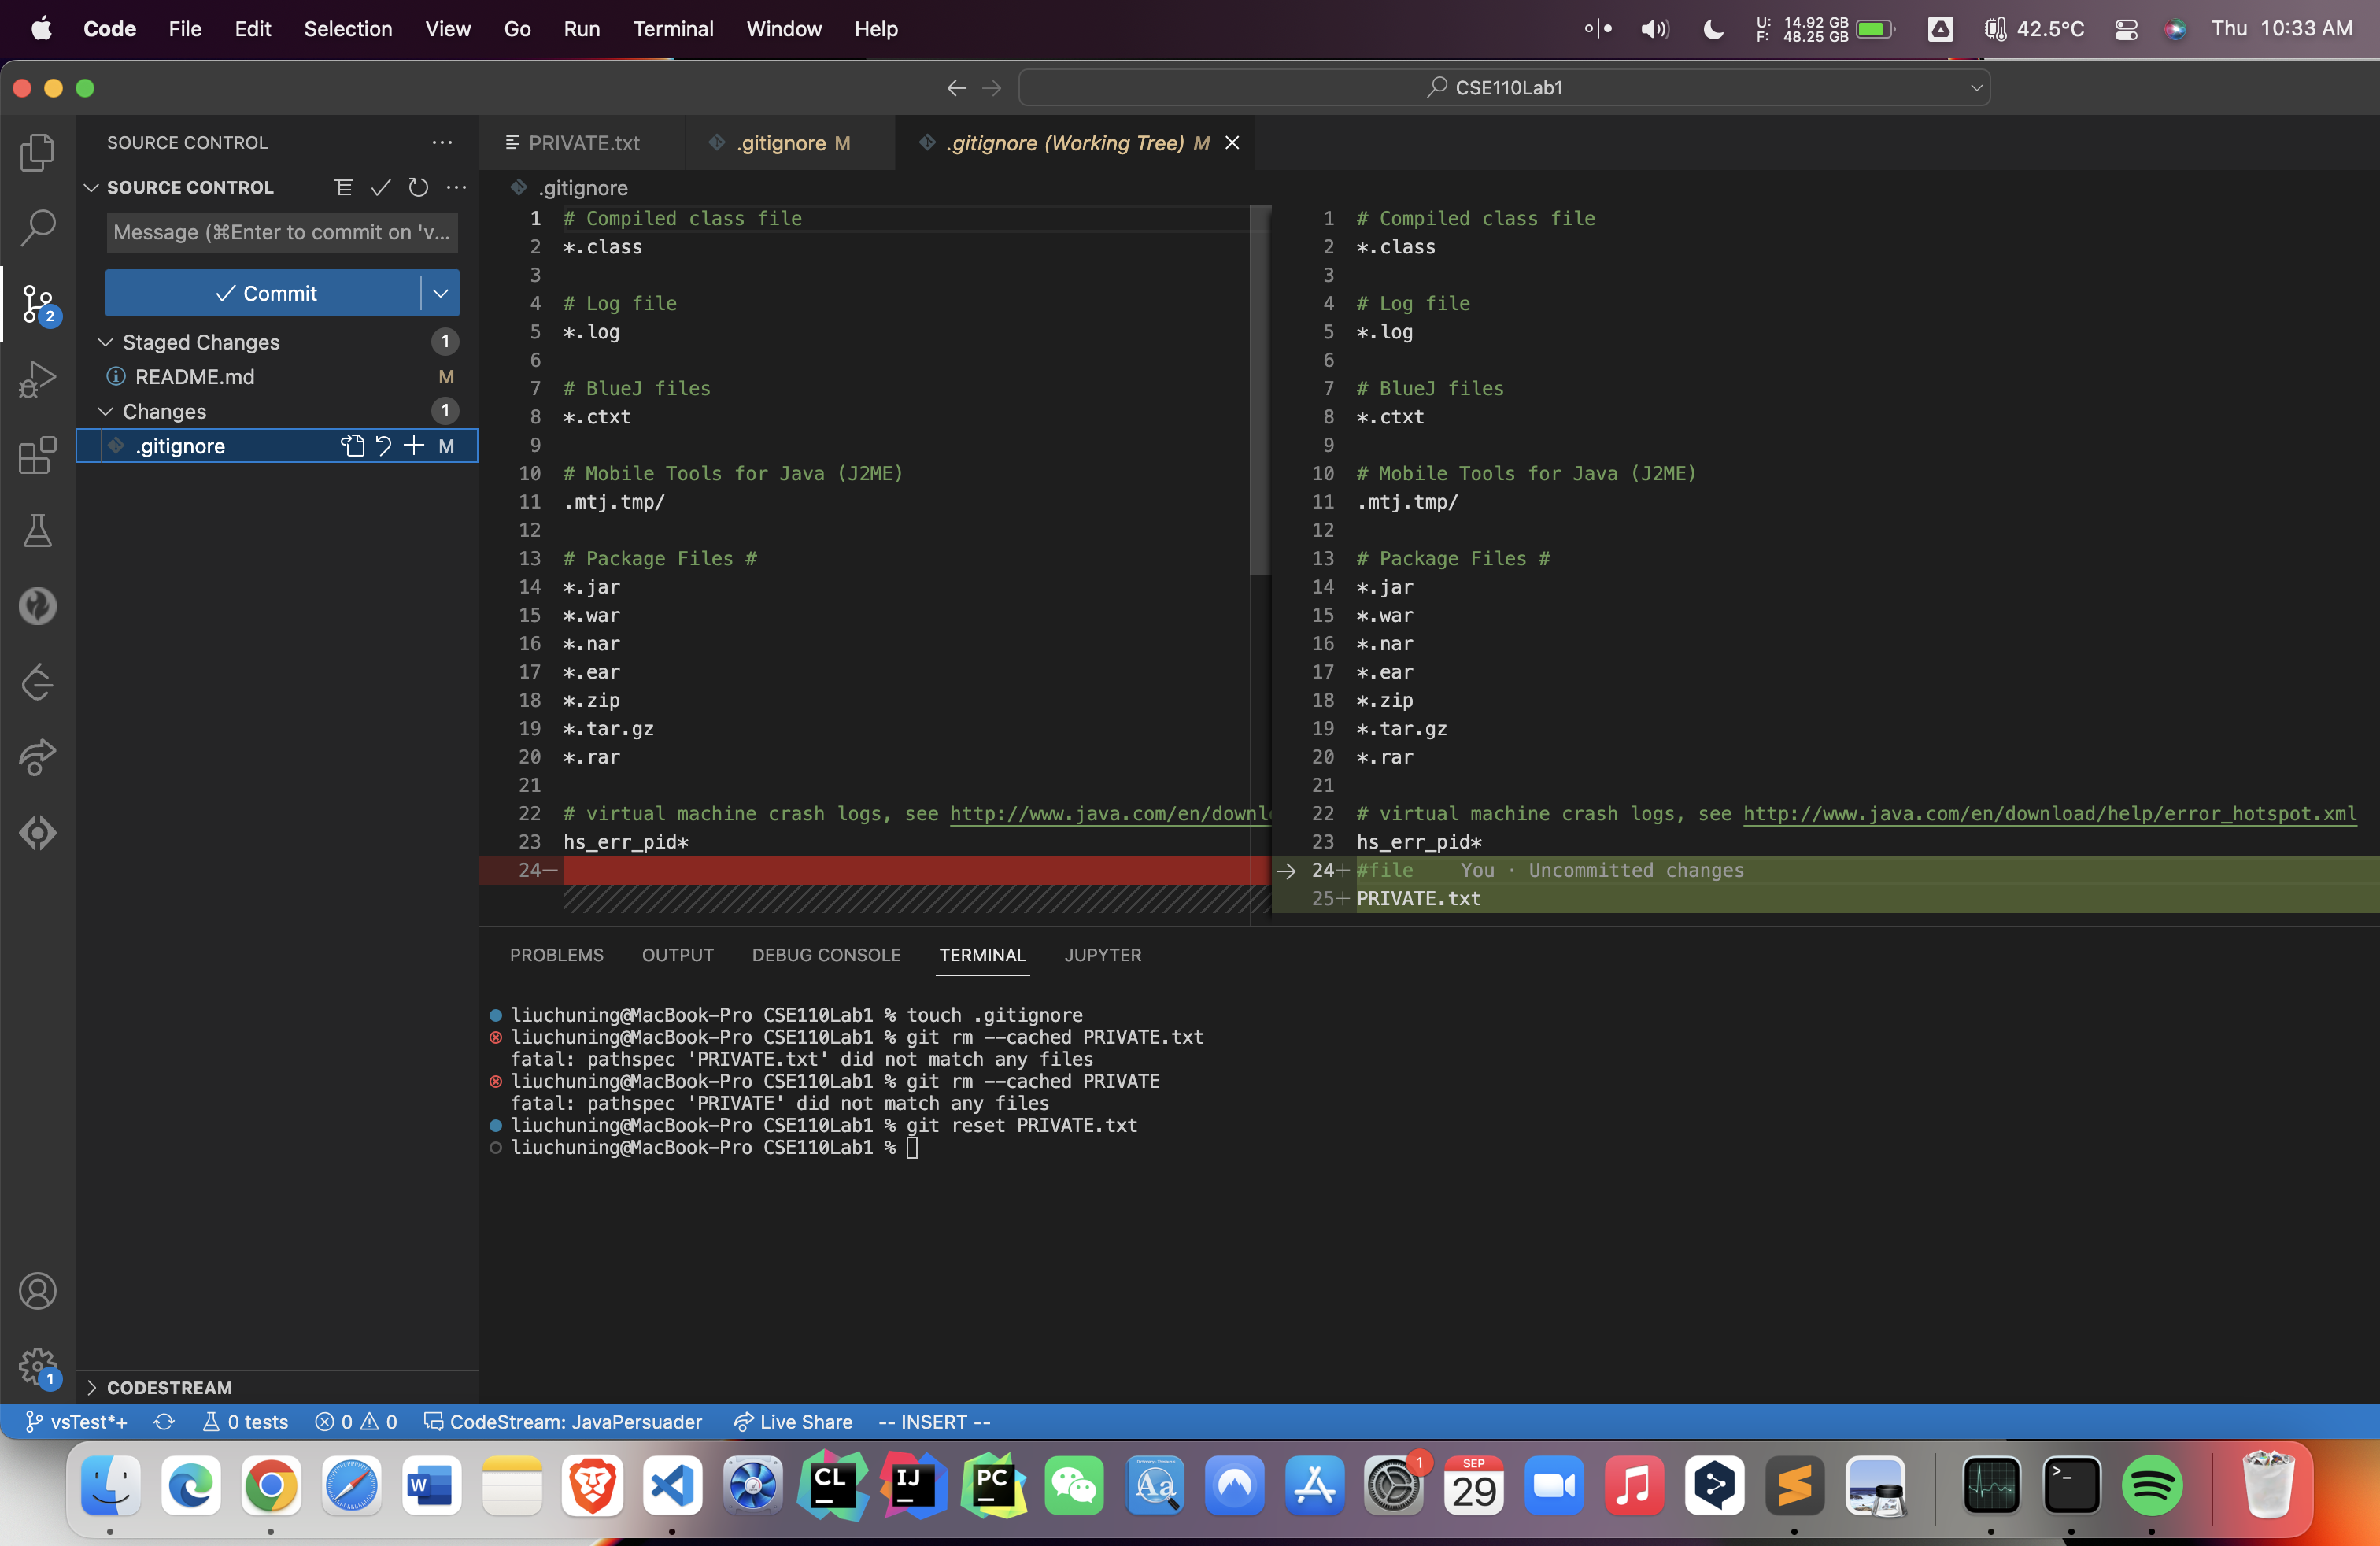 Code File Edit Selection View Go Run Terminal Window Help
U: 14.92 GB
F: 48.25 GB
42.5°C
Thu 10:33 AM
CSE110Lab1
SOURCE CONTROL
SOURCE CONTROL
Message (⌘Enter to commit on 'v...
Commit
Staged Changes 1
README.md M
Changes 1
.gitignore M
2
1
CODESTREAM
PRIVATE.txt
.gitignore M
.gitignore (Working Tree) M
.gitignore
1 # Compiled class file
2 *.class
3
4 # Log file
5 *.log
6
7 # BlueJ files
8 *.ctxt
9
10 # Mobile Tools for Java (J2ME)
11 .mtj.tmp/
12
13 # Package Files #
14 *.jar
15 *.war
16 *.nar
17 *.ear
18 *.zip
19 *.tar.gz
20 *.rar
21
22 # virtual machine crash logs, see http://www.java.com/en/downl
23 hs_err_pid*
24—
1 # Compiled class file
2 *.class
3
4 # Log file
5 *.log
6
7 # BlueJ files
8 *.ctxt
9
10 # Mobile Tools for Java (J2ME)
11 .mtj.tmp/
12
13 # Package Files #
14 *.jar
15 *.war
16 *.nar
17 *.ear
18 *.zip
19 *.tar.gz
20 *.rar
21
22 # virtual machine crash logs, see http://www.java.com/en/download/help/error_hotspot.xml
23 hs_err_pid*
24+ #file You · Uncommitted changes
25+ PRIVATE.txt
PROBLEMS OUTPUT DEBUG CONSOLE TERMINAL JUPYTER
liuchuning@MacBook-Pro CSE110Lab1 % touch .gitignore
liuchuning@MacBook-Pro CSE110Lab1 % git rm --cached PRIVATE.txt
fatal: pathspec 'PRIVATE.txt' did not match any files
liuchuning@MacBook-Pro CSE110Lab1 % git rm --cached PRIVATE
fatal: pathspec 'PRIVATE' did not match any files
liuchuning@MacBook-Pro CSE110Lab1 % git reset PRIVATE.txt
liuchuning@MacBook-Pro CSE110Lab1 %
vsTest*+ 0 tests 0 0 CodeStream: JavaPersuader Live Share -- INSERT --
W
CL
IJ
PC
Aa
1
SEP
29
>_